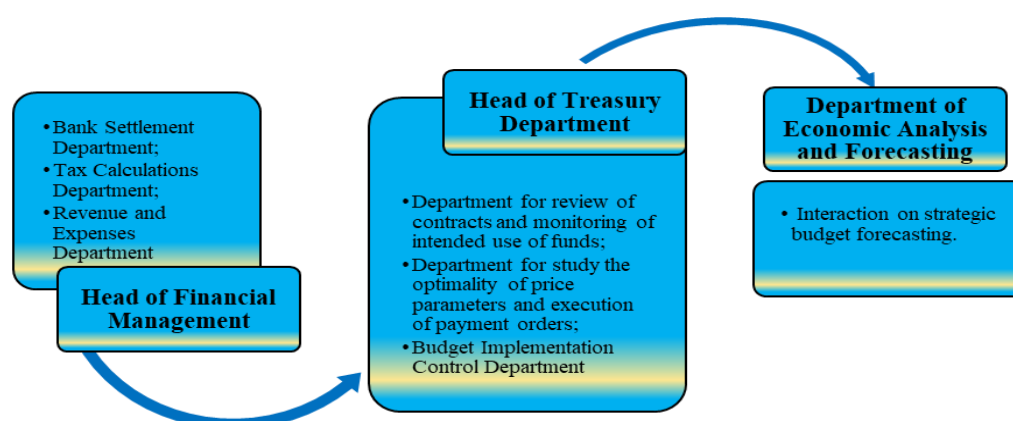 •Bank Settlement
Department;
•Tax Calculations
Department;
•Revenue and
Expenses
Department
Head of Financial
Management
Head of Treasury
Department
•Department for review of
contracts and monitoring of
intended use of funds;
•Department for study the
optimality of price
parameters and execution
of payment orders;
•Budget Implementation
Control Department
Department of
Economic Analysis
and Forecasting
• Interaction on strategic
budget forecasting.